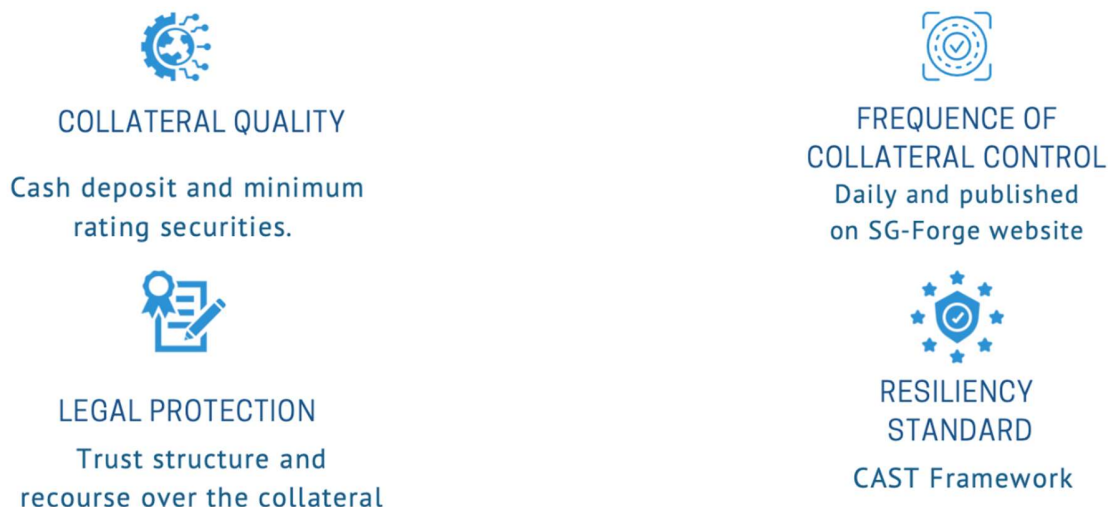 COLLATERAL QUALITY
Cash deposit and minimum
rating securities.
FREQUENCE OF
COLLATERAL CONTROL
Daily and published
on SG-Forge website
LEGAL PROTECTION
Trust structure and
recourse over the collateral
RESILIENCY
STANDARD
CAST Framework